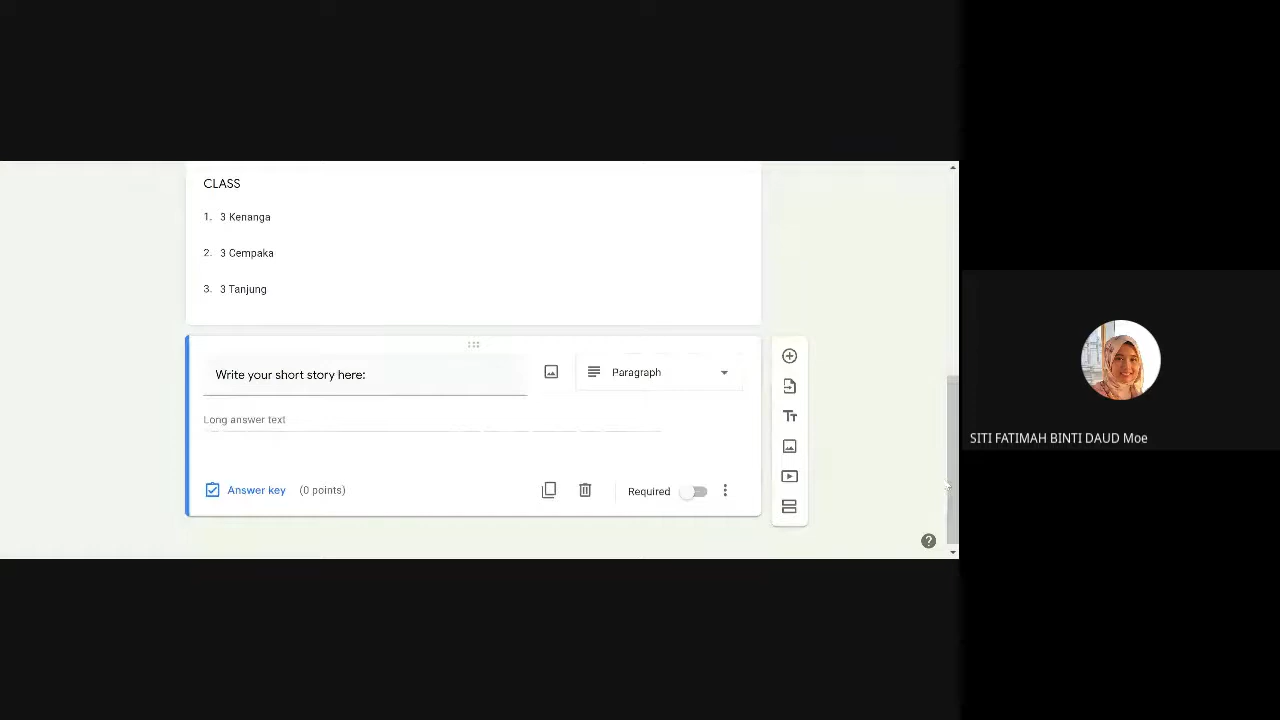 CLASS
1. 3 Kenanga
2. 3 Cempaka
3. 3 Tanjung
Write your short story here:
Paragraph
Long answer text
Answer key (0 points)
Required
SITI FATIMAH BINTI DAUD Moe